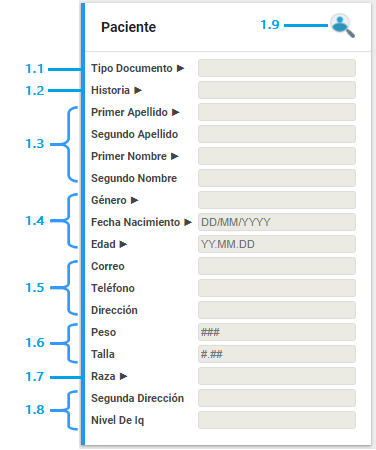 Paciente
1.9
1.1 Tipo Documento ▶
1.2 Historia ▶
Primer Apellido ▶
1.3 Segundo Apellido
Primer Nombre ▶
Segundo Nombre
Género ▶
1.4 Fecha Nacimiento ▶ DD/MM/YYYY
Edad ▶ YY.MM.DD
Correo
1.5 Teléfono
Dirección
Peso ###
1.6
Talla #.##
1.7 Raza ▶
Segunda Dirección
1.8
Nivel De Iq